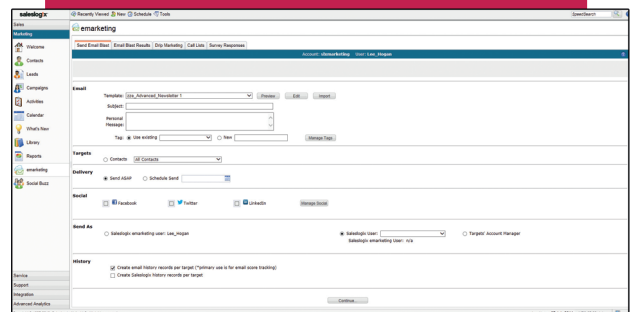 saleslogix
Recently Viewed New Schedule Tools
SpeedSearch
Sales
Marketing
Welcome
Contacts
Leads
Campaigns
Activities
Calendar
What's New
Library
Reports
emarketing
Social Buzz
Service
Support
Integration
Advanced Analytics
emarketing
Send Email Blast Email Blast Results Drip Marketing Call Lists Survey Responses
User: Lee_Hogan
Email
Template: Advanced_Newsletter 1 Preview Edit Import
Subject:
Personal
Message:
Tag: Use existing New Manage Tags
Targets
Contacts All Contacts
Delivery
Send ASAP Schedule Send
Social
Facebook Twitter LinkedIn Manage Social
Send As
Saleslogix emarketing user: Lee_Hogan Saleslogix User: Targets' Account Manager
Saleslogix emarketing User: n/a
History
Create email history records per target (*primary use is for email score tracking)
Create Saleslogix history records per target
Continue...